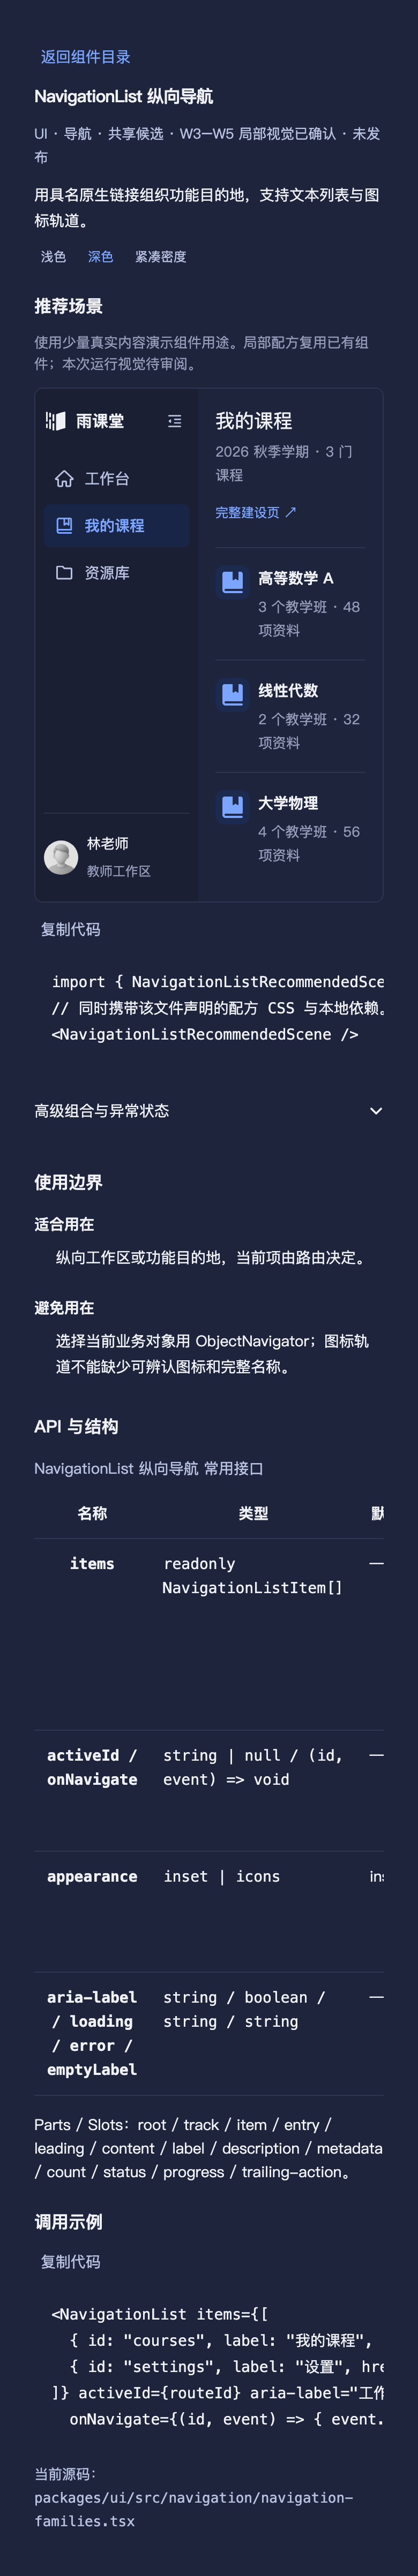 返回组件目录
NavigationList 纵向导航
UI · 导航 · 共享候选 · W3—W5 局部视觉已确认 · 未发
布
用具名原生链接组织功能目的地，支持文本列表与图
标轨道。
浅色 深色 紧凑密度
推荐场景
使用少量真实内容演示组件用途。局部配方复用已有组
件；本次运行视觉待审阅。
雨课堂
工作台
我的课程
资源库
林老师
教师工作区
我的课程
2026 秋季学期 · 3 门
课程
完整建设页 ↗
高等数学 A
3 个教学班 · 48
项资料
线性代数
2 个教学班 · 32
项资料
大学物理
4 个教学班 · 56
项资料
复制代码
import { NavigationListRecommendedSce
// 同时携带该文件声明的配方 CSS 与本地依赖。
<NavigationListRecommendedScene />
高级组合与异常状态
使用边界
适合用在
纵向工作区或功能目的地，当前项由路由决定。
避免用在
选择当前业务对象用 ObjectNavigator；图标轨
道不能缺少可辨认图标和完整名称。
API 与结构
NavigationList 纵向导航 常用接口
名称 类型
items readonly —
NavigationListItem[]
activeId / string | null / (id, —
onNavigate event) => void
appearance inset | icons ins
aria-label string / boolean / —
/ loading string / string
/ error /
emptyLabel
Parts / Slots：root / track / item / entry /
leading / content / label / description / metadata
/ count / status / progress / trailing-action。
调用示例
复制代码
<NavigationList items={[
{ id: "courses", label: "我的课程",
{ id: "settings", label: "设置", hre
]} activeId={routeId} aria-label="工作
onNavigate={(id, event) => { event.
当前源码：
packages/ui/src/navigation/navigation-
families.tsx